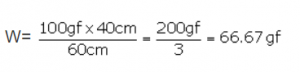 W= 100gf×40cm/60cm = 200gf/3 = 66.67 gf